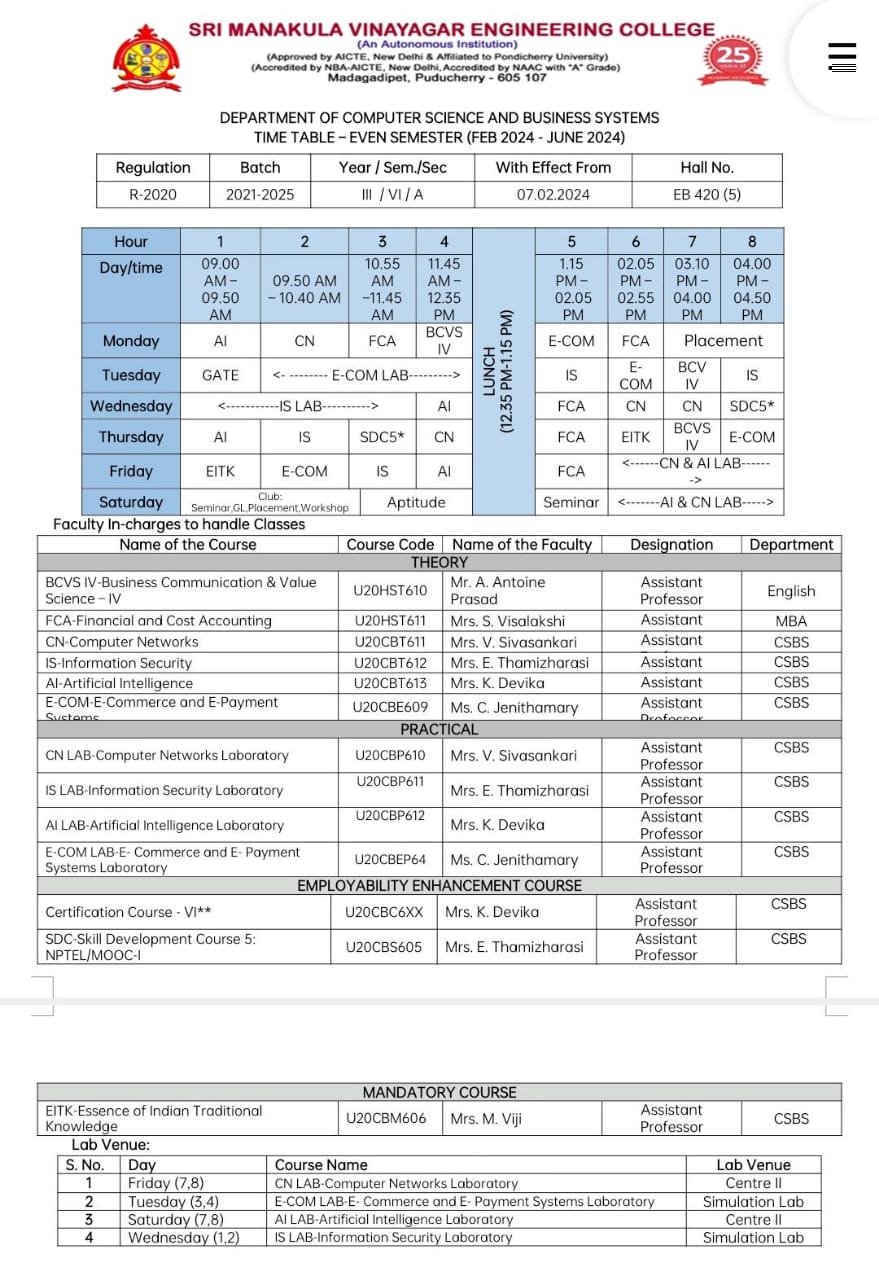 SRI MANAKULA VINAYAGAR ENGINEERING COLLEGE
(An Autonomous Institution)
(Approved by AICTE, New Delhi & Affiliated to Pondicherry University)
(Accredited by NBA-AICTE, New Delhi,Accredited by NAAC with "A" Grade)
Madagadipet, Puducherry - 605 107
25
DEPARTMENT OF COMPUTER SCIENCE AND BUSINESS SYSTEMS
TIME TABLE – EVEN SEMESTER (FEB 2024 - JUNE 2024)
Regulation Batch Year / Sem./Sec With Effect From Hall No.
R-2020 2021-2025 III / VI / A 07.02.2024 EB 420 (5)
Hour 1 2 3 4 5 6 7 8
Day/time 09.00 AM – 09.50 AM 09.50 AM – 10.40 AM 10.55 AM –11.45 AM 11.45 AM – 12.35 PM LUNCH (12.35 PM-1.15 PM) 1.15 PM – 02.05 PM 02.05 PM – 02.55 PM 03.10 PM – 04.00 PM 04.00 PM – 04.50 PM
Monday AI CN FCA BCVS IV E-COM FCA Placement
Tuesday GATE <- -------- E-COM LAB---------> IS E-COM BCV IV IS
Wednesday <-----------IS LAB----------> AI FCA CN CN SDC5*
Thursday AI IS SDC5* CN FCA EITK BCVS IV E-COM
Friday EITK E-COM IS AI FCA <------CN & AI LAB-------->
Saturday Club: Seminar,GL,Placement,Workshop Aptitude Seminar <-------AI & CN LAB----->
Faculty In-charges to handle Classes
Name of the Course Course Code Name of the Faculty Designation Department
THEORY
BCVS IV-Business Communication & Value Science – IV U20HST610 Mr. A. Antoine Prasad Assistant Professor English
FCA-Financial and Cost Accounting U20HST611 Mrs. S. Visalakshi Assistant MBA
CN-Computer Networks U20CBT611 Mrs. V. Sivasankari Assistant CSBS
IS-Information Security U20CBT612 Mrs. E. Thamizharasi Assistant CSBS
AI-Artificial Intelligence U20CBT613 Mrs. K. Devika Assistant CSBS
E-COM-E-Commerce and E-Payment Systems U20CBE609 Ms. C. Jenithamary Assistant Professor CSBS
PRACTICAL
CN LAB-Computer Networks Laboratory U20CBP610 Mrs. V. Sivasankari Assistant Professor CSBS
IS LAB-Information Security Laboratory U20CBP611 Mrs. E. Thamizharasi Assistant Professor CSBS
AI LAB-Artificial Intelligence Laboratory U20CBP612 Mrs. K. Devika Assistant Professor CSBS
E-COM LAB-E- Commerce and E- Payment Systems Laboratory U20CBEP64 Ms. C. Jenithamary Assistant Professor CSBS
EMPLOYABILITY ENHANCEMENT COURSE
Certification Course - VI** U20CBC6XX Mrs. K. Devika Assistant Professor CSBS
SDC-Skill Development Course 5: NPTEL/MOOC-I U20CBS605 Mrs. E. Thamizharasi Assistant Professor CSBS
MANDATORY COURSE
EITK-Essence of Indian Traditional Knowledge U20CBM606 Mrs. M. Viji Assistant Professor CSBS
Lab Venue:
S. No. Day Course Name Lab Venue
1 Friday (7,8) CN LAB-Computer Networks Laboratory Centre II
2 Tuesday (3,4) E-COM LAB-E- Commerce and E- Payment Systems Laboratory Simulation Lab
3 Saturday (7,8) AI LAB-Artificial Intelligence Laboratory Centre II
4 Wednesday (1,2) IS LAB-Information Security Laboratory Simulation Lab